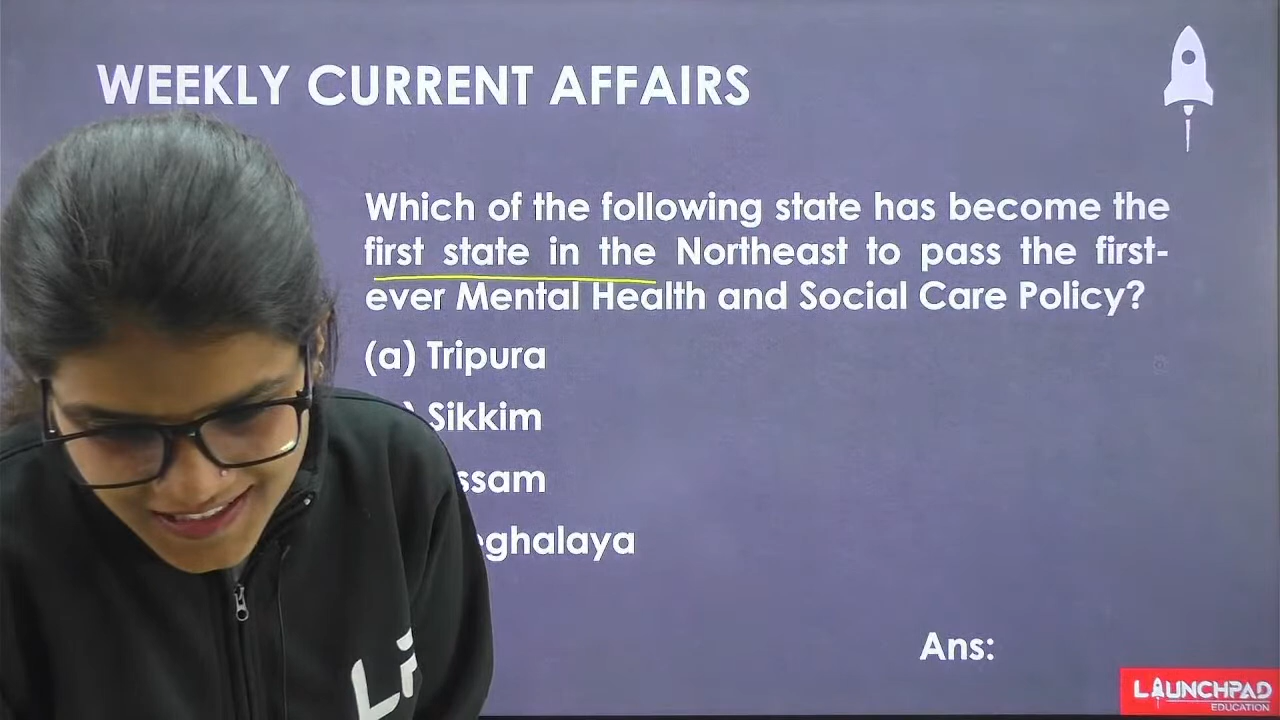 WEEKLY CURRENT AFFAIRS
Which of the following state has become the
first state in the Northeast to pass the first-
ever Mental Health and Social Care Policy?
(a) Tripura
) Sikkim
ssam
ghalaya
Ans:
LAUNCHPAD
EDUCATION